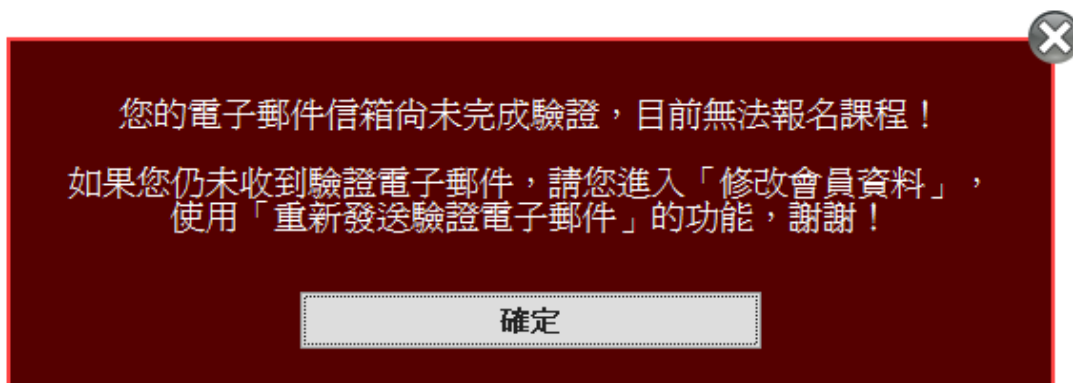 您的電子郵件信箱尚未完成驗證，目前無法報名課程！
如果您仍未收到驗證電子郵件，請您進入「修改會員資料」，
使用「重新發送驗證電子郵件」的功能，謝謝！
確定